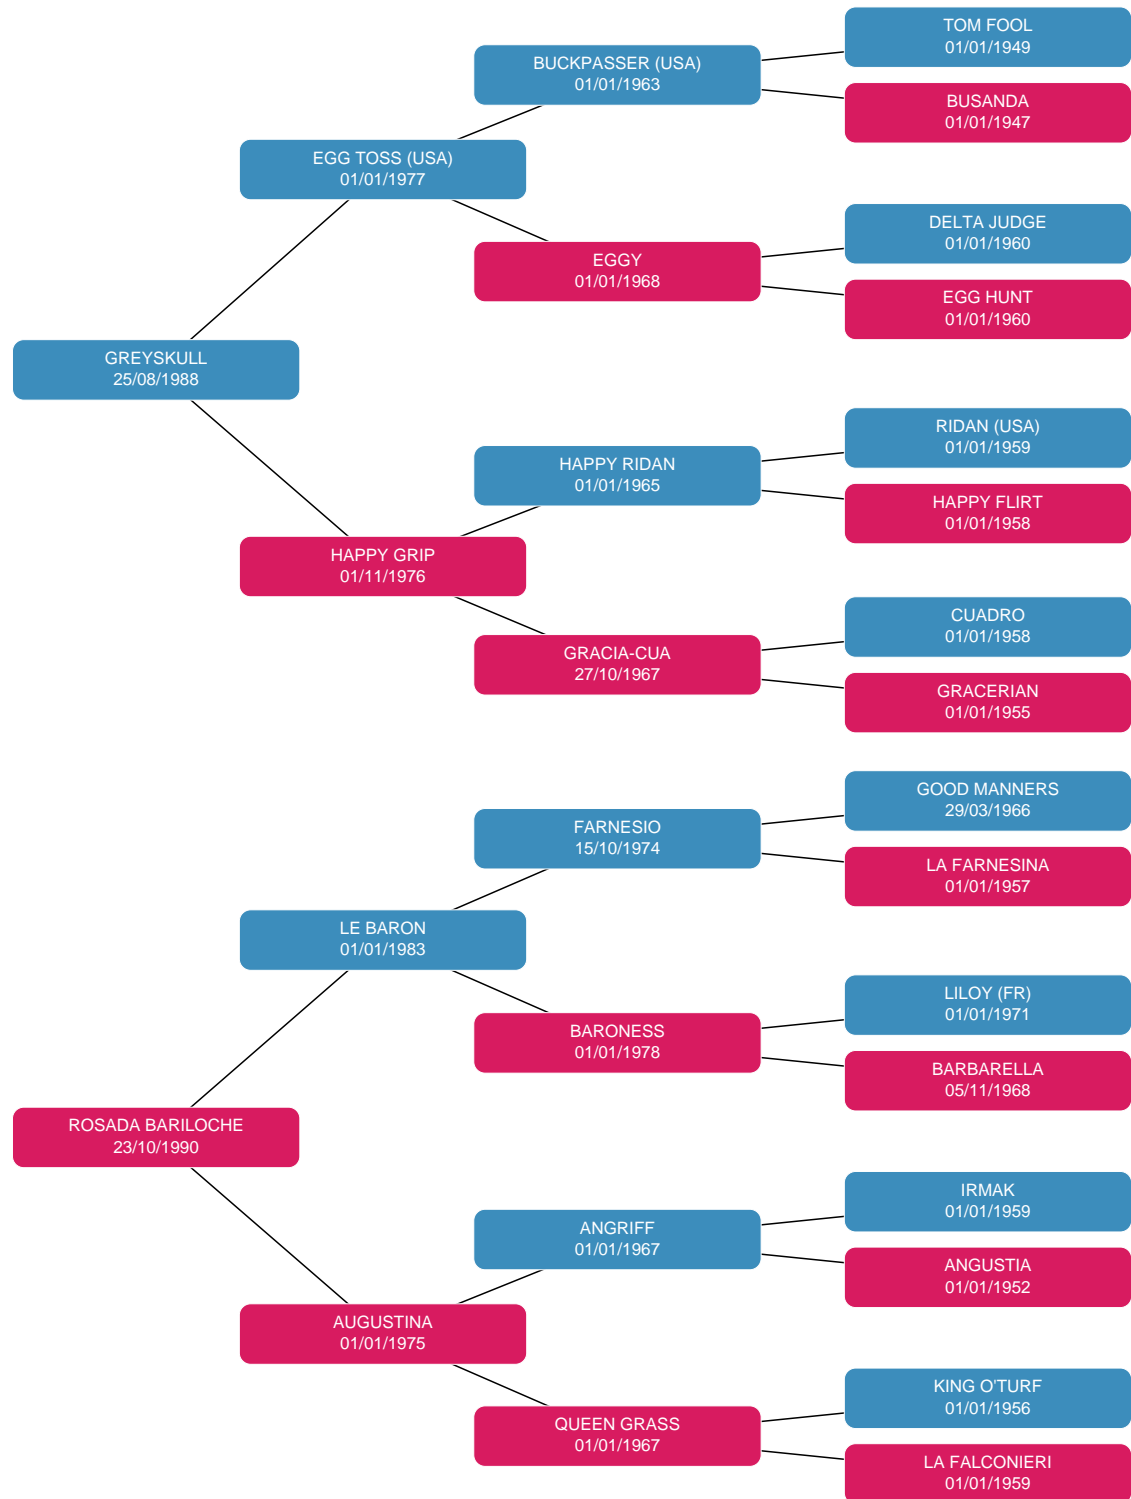 TOM FOOL
01/01/1949
BUCKPASSER (USA)
01/01/1963
BUSANDA
01/01/1947
EGG TOSS (USA)
01/01/1977
DELTA JUDGE
01/01/1960
EGGY
01/01/1968
EGG HUNT
01/01/1960
GREYSKULL
25/08/1988
RIDAN (USA)
01/01/1959
HAPPY RIDAN
01/01/1965
HAPPY FLIRT
01/01/1958
HAPPY GRIP
01/11/1976
CUADRO
01/01/1958
GRACIA-CUA
27/10/1967
GRACERIAN
01/01/1955
GOOD MANNERS
29/03/1966
FARNESIO
15/10/1974
LA FARNESINA
01/01/1957
LE BARON
01/01/1983
LILOY (FR)
01/01/1971
BARONESS
01/01/1978
BARBARELLA
05/11/1968
ROSADA BARILOCHE
23/10/1990
IRMAK
01/01/1959
ANGRIFF
01/01/1967
ANGUSTIA
01/01/1952
AUGUSTINA
01/01/1975
KING O'TURF
01/01/1956
QUEEN GRASS
01/01/1967
LA FALCONIERI
01/01/1959